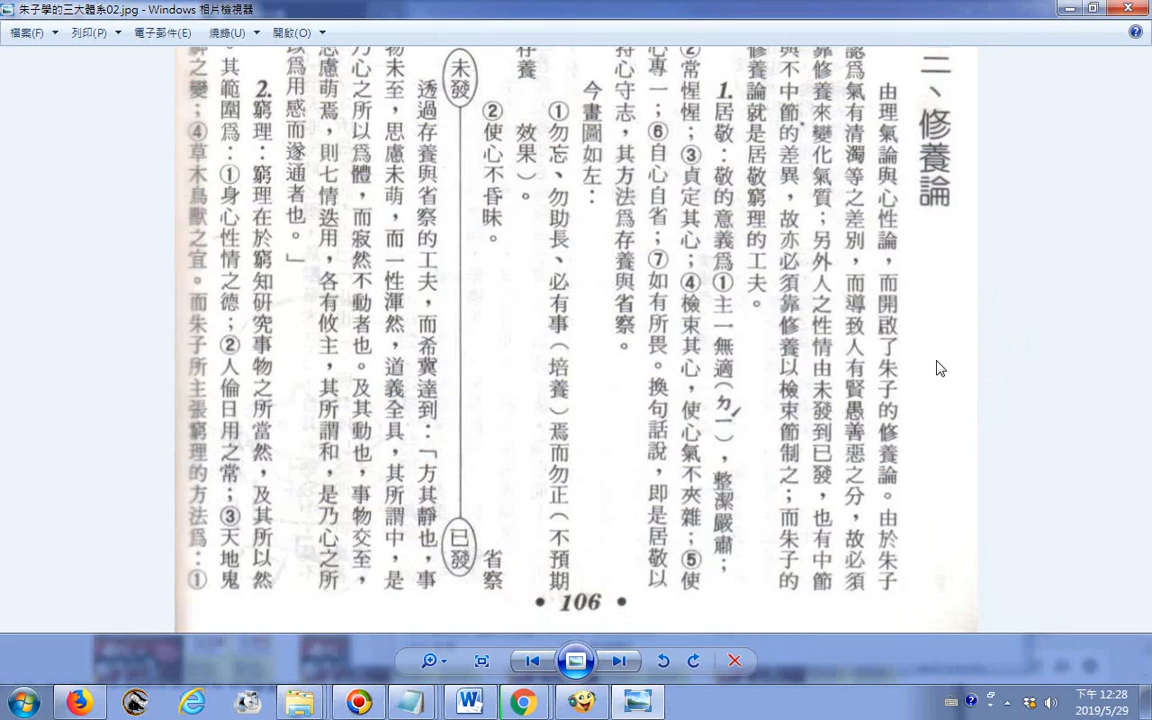 朱子學的三大體系02.jpg - Windows 相片檢視器
檔案(F) 列印(P) 電子郵件(E) 燒錄(U) 開啟(O)
三、修養論
由理氣論與心性論，而開啟了朱子的修養論。由於朱子
認爲氣有清濁等之差別，而導致人有賢愚善惡之分，故必須
靠修養來變化氣質；另外人之性情由未發到已發，也有中節
與不中節的差異，故亦必須靠修養以檢束節制之；而朱子的
修養論就是居敬窮理的工夫。
1.居敬：敬的意義爲①主一無適（ㄉㄧˊ），整潔嚴肅；
②常惺惺；③貞定其心；④檢束其心，使心氣不夾雜；⑤使
心專一；⑥自心自省；⑦如有所畏。換句話說，即是居敬以
持心守志，其方法爲存養與省察。
今畫圖如左：
①勿忘、勿助長、必有事（培養）焉而勿正（不預期
效果）。
存養
②使心不昏昧。
省察
未發
已發
透過存養與省察的工夫，而希冀達到：「方其靜也，事
物未至，思慮未萌，而一性渾然，道義全具，其所謂中，是
乃心之所以爲體，而寂然不動者也。及其動也，事物交至，
思慮萌焉，則七情迭用，各有攸主，其所謂和，是乃心之所
以爲用感而遂通者也。」
2.窮理：窮理在於窮知研究事物之所當然，及其所以然
。其範圍爲：①身心性情之德；②人倫日用之常；③天地鬼
神之變；④草木鳥獸之宜。而朱子所主張窮理的方法爲：①
• 106 •
下午 12:28
2019/5/29